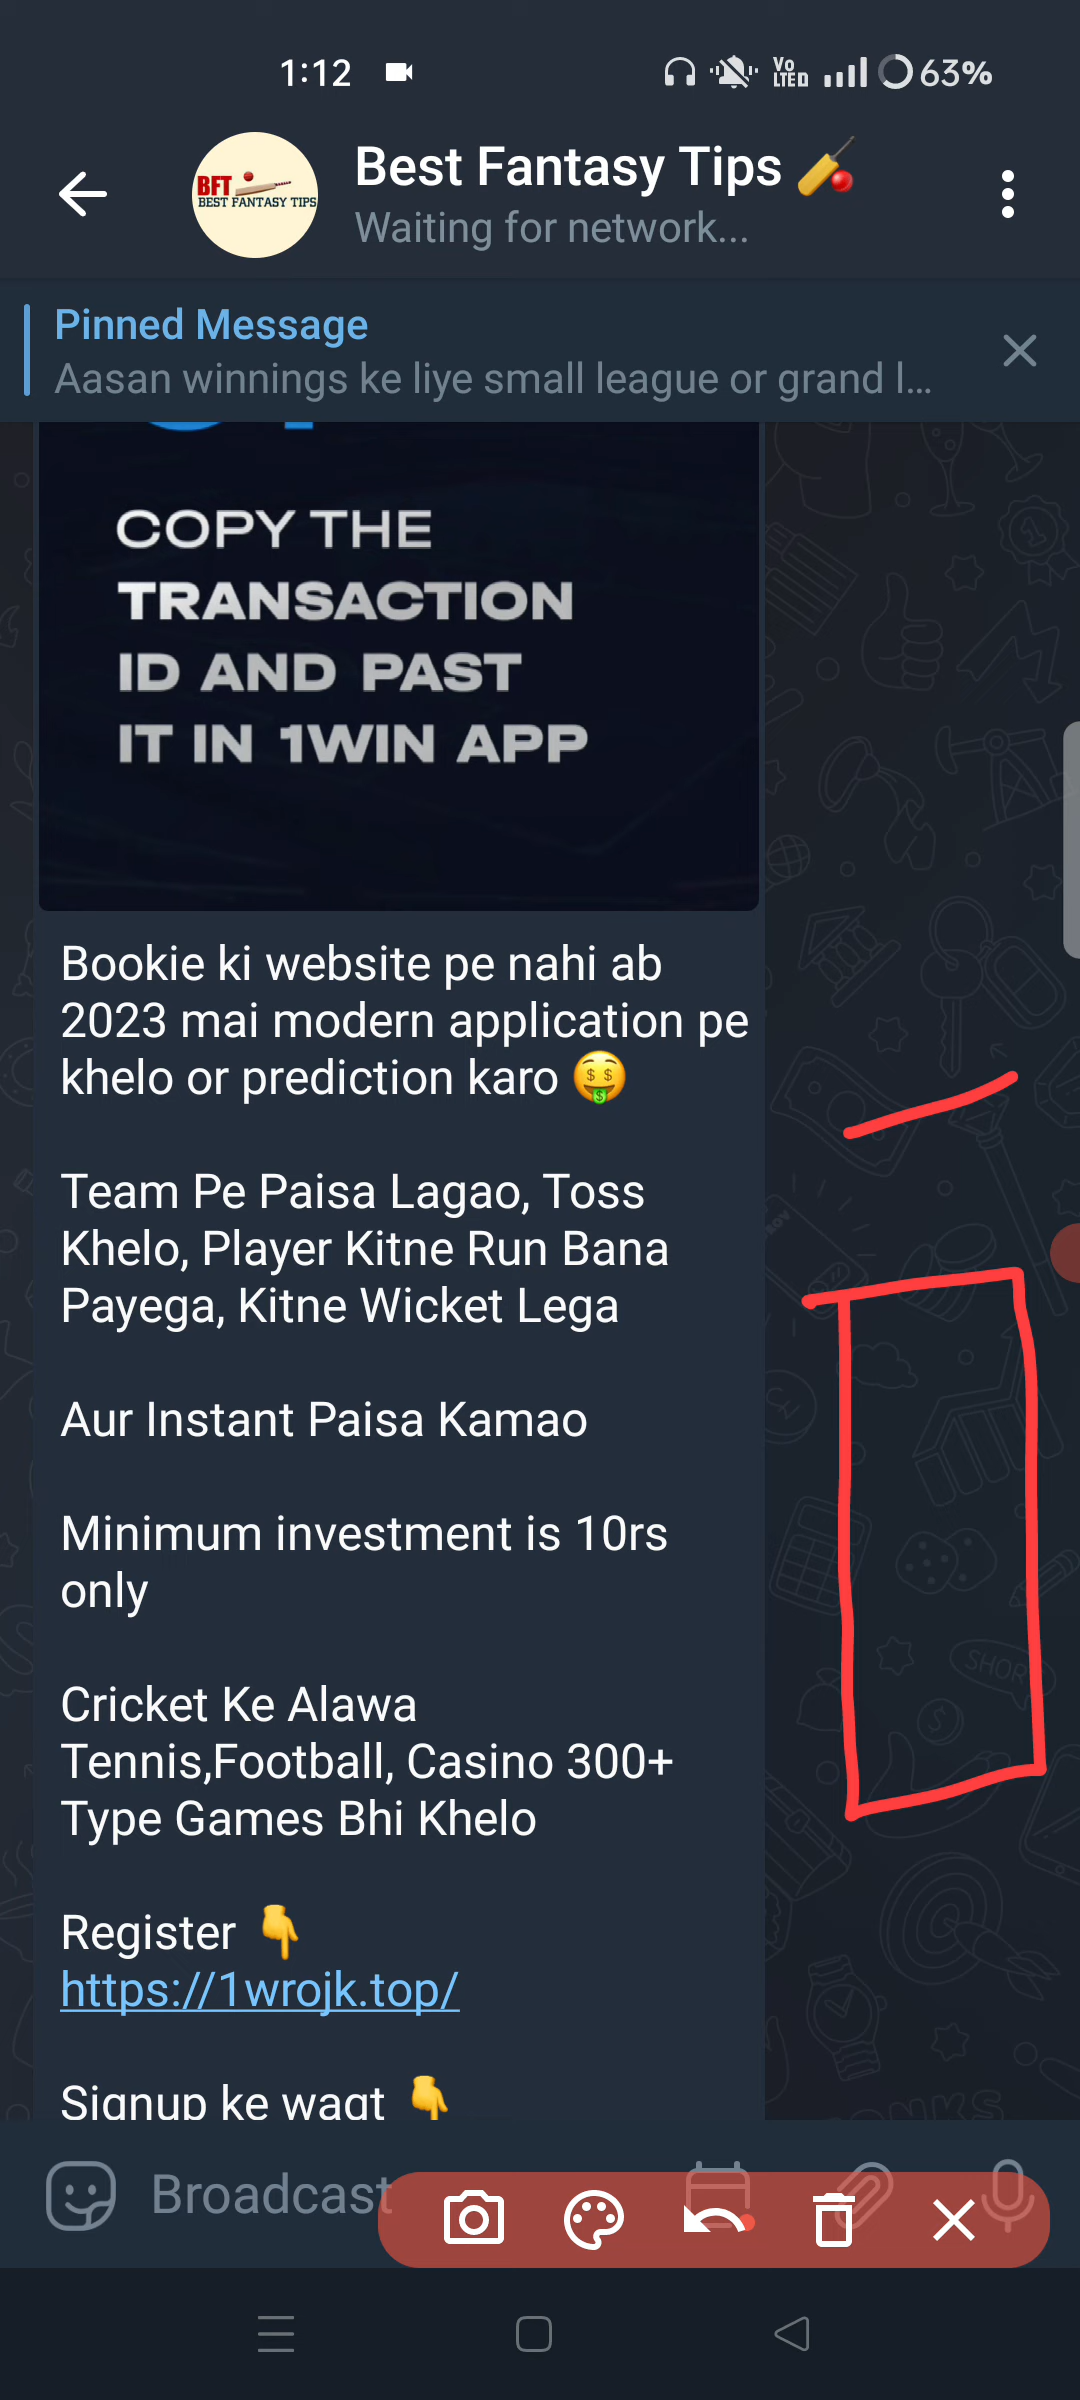 1:12
Vo
LTE
63%
BFT
BEST FANTASY TIPS
Best Fantasy Tips 🏏
Waiting for network...
Pinned Message
Aasan winnings ke liye small league or grand l...
COPY THE
TRANSACTION
ID AND PAST
IT IN 1WIN APP
Bookie ki website pe nahi ab
2023 mai modern application pe
khelo or prediction karo 🤑
Team Pe Paisa Lagao, Toss
Khelo, Player Kitne Run Bana
Payega, Kitne Wicket Lega
Aur Instant Paisa Kamao
Minimum investment is 10rs
only
Cricket Ke Alawa
Tennis,Football, Casino 300+
Type Games Bhi Khelo
Register 👇
https://1wrojk.top/
Signup ke waqt 👇
Broadcast